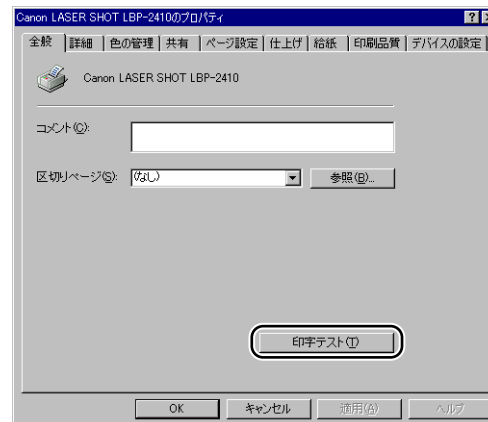 Canon LASER SHOT LBP-2410のプロパティ
全般 詳細 色の管理 共有 ページ設定 仕上げ 給紙 印刷品質 デバイスの設定
Canon LASER SHOT LBP-2410
コメント(C):
区切りページ(S): (なし) 参照(B)...
印字テスト(T)
OK キャンセル 適用(A) ヘルプ